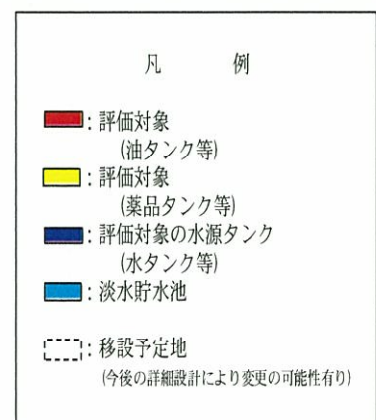 凡 例
: 評価対象
(油タンク等)
: 評価対象
(薬品タンク等)
: 評価対象の水源タンク
(水タンク等)
: 淡水貯水池
: 移設予定地
(今後の詳細設計により変更の可能性有り)